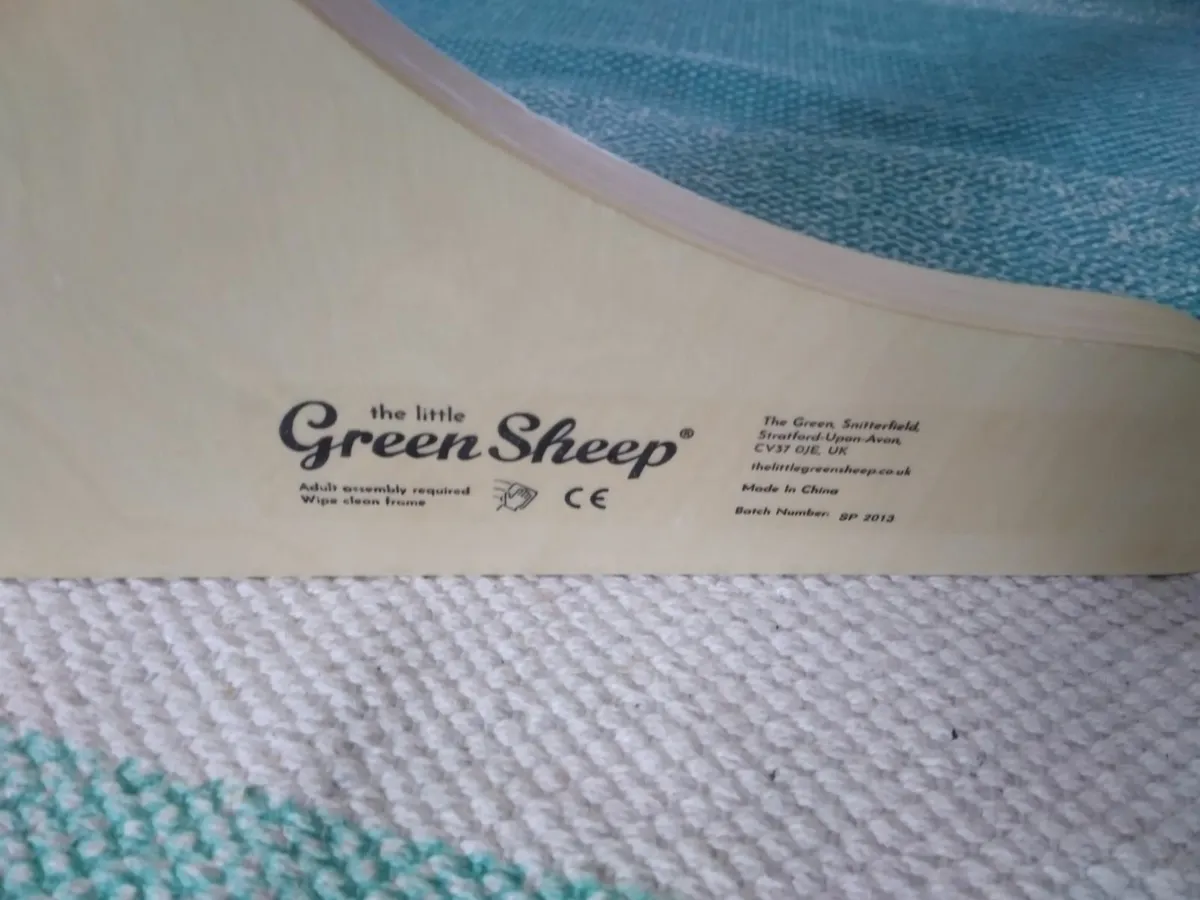 the little
Green Sheep®
Adult assembly required
Wipe clean frame
CE
The Green, Snitterfield,
Stratford-Upon-Avon,
CV37 0JE, UK
thelittlegreensheep.co.uk
Made In China
Batch Number: SP 2013